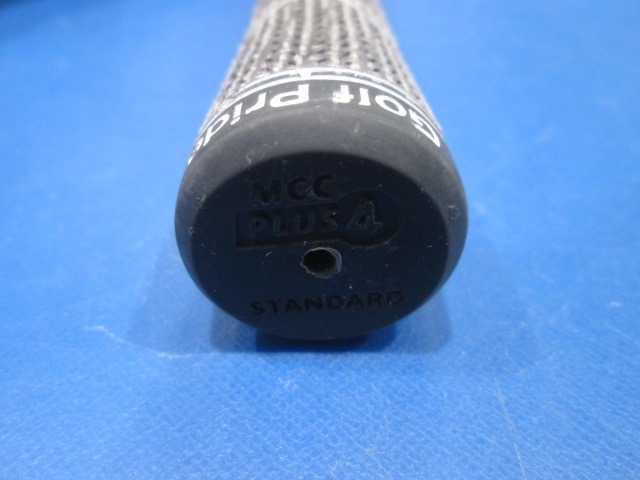 Golf Pride
MCC
PLUS 4
STANDARD